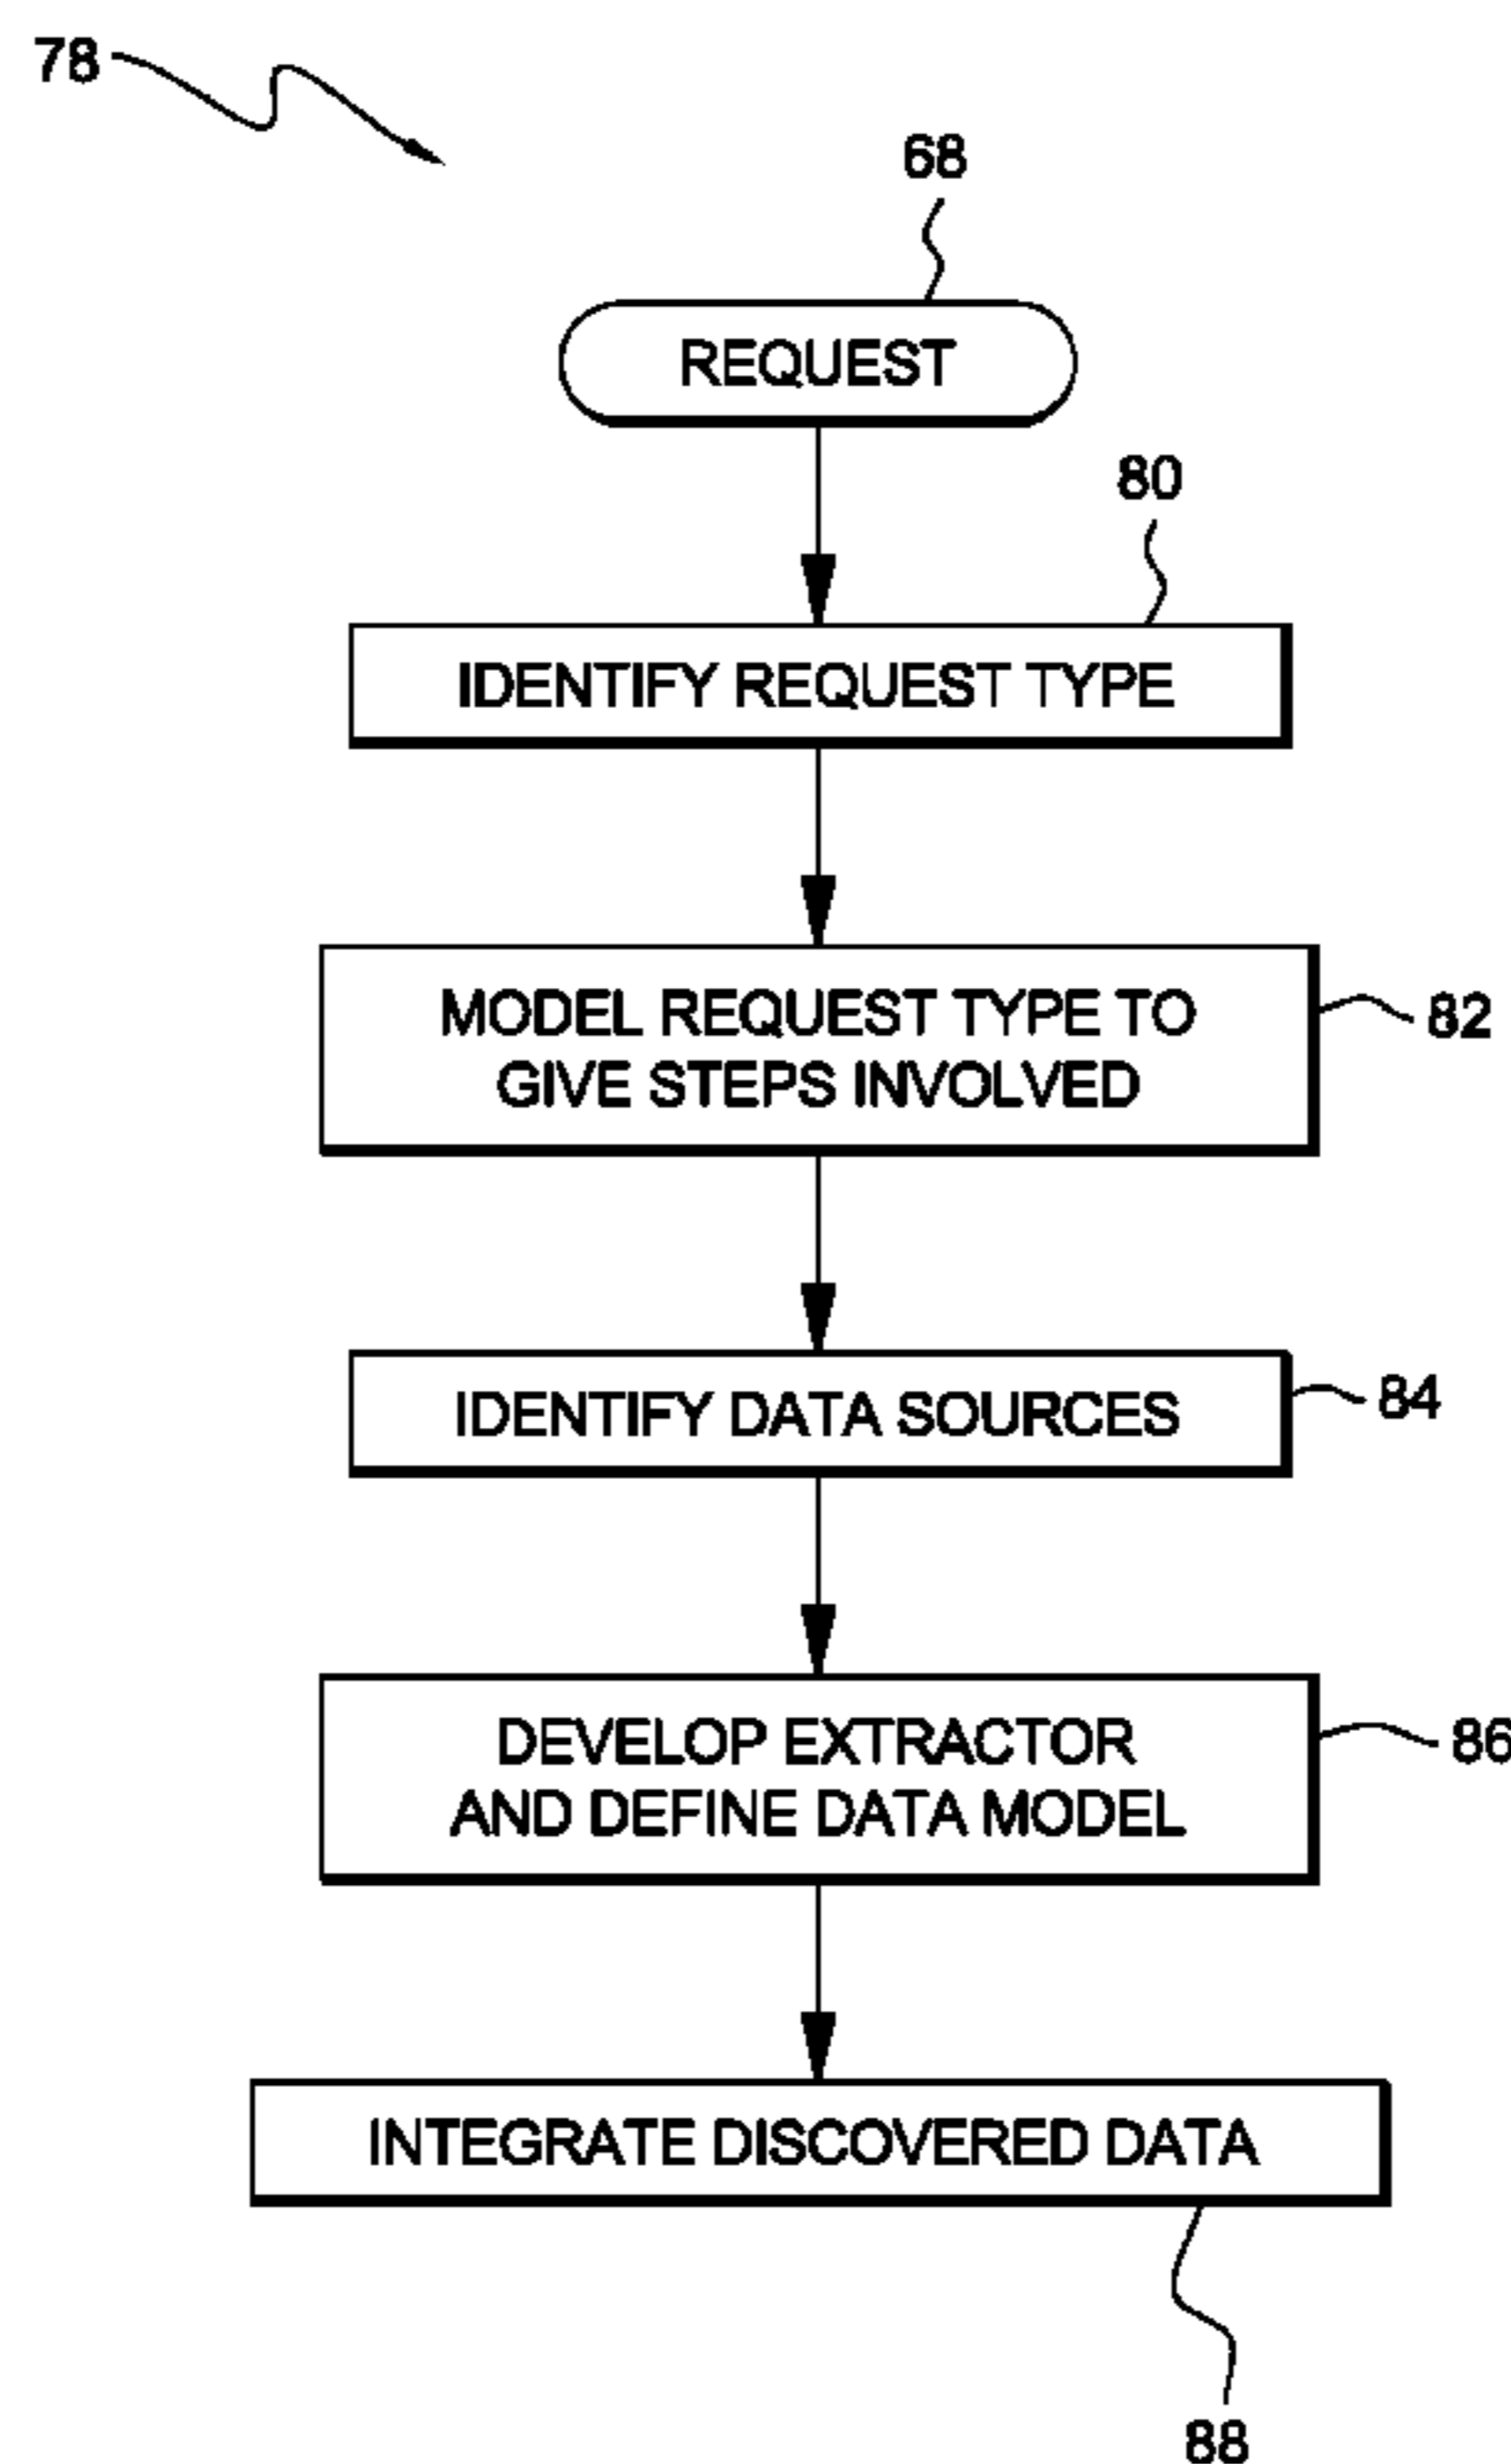 78
68
REQUEST
80
IDENTIFY REQUEST TYPE
MODEL REQUEST TYPE TO
GIVE STEPS INVOLVED
82
IDENTIFY DATA SOURCES
84
DEVELOP EXTRACTOR
AND DEFINE DATA MODEL
86
INTEGRATE DISCOVERED DATA
88